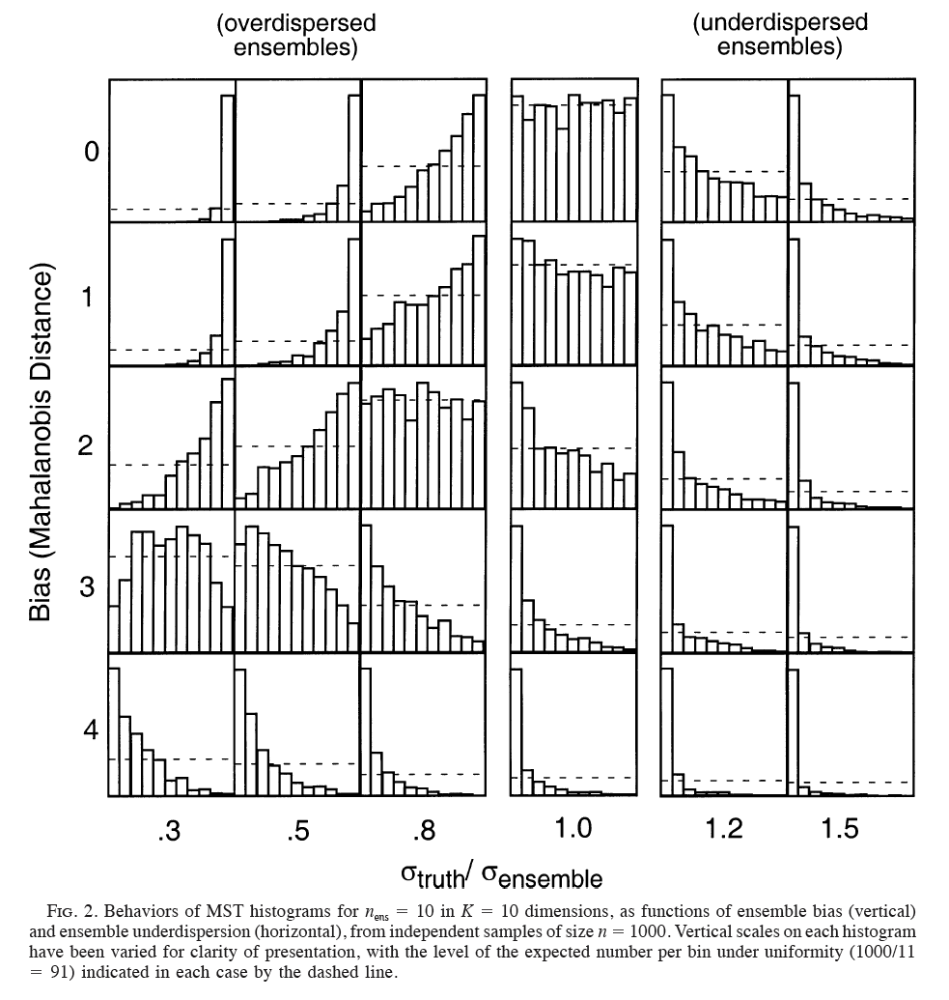 (overdispersed
ensembles)
(underdispersed
ensembles)
0
1
2
3
4
Bias (Mahalanobis Distance)
.3 .5 .8 1.0 1.2 1.5
σtruth/ σensemble
FIG. 2. Behaviors of MST histograms for nens = 10 in K = 10 dimensions, as functions of ensemble bias (vertical)
and ensemble underdispersion (horizontal), from independent samples of size n = 1000. Vertical scales on each histogram
have been varied for clarity of presentation, with the level of the expected number per bin under uniformity (1000/11
= 91) indicated in each case by the dashed line.